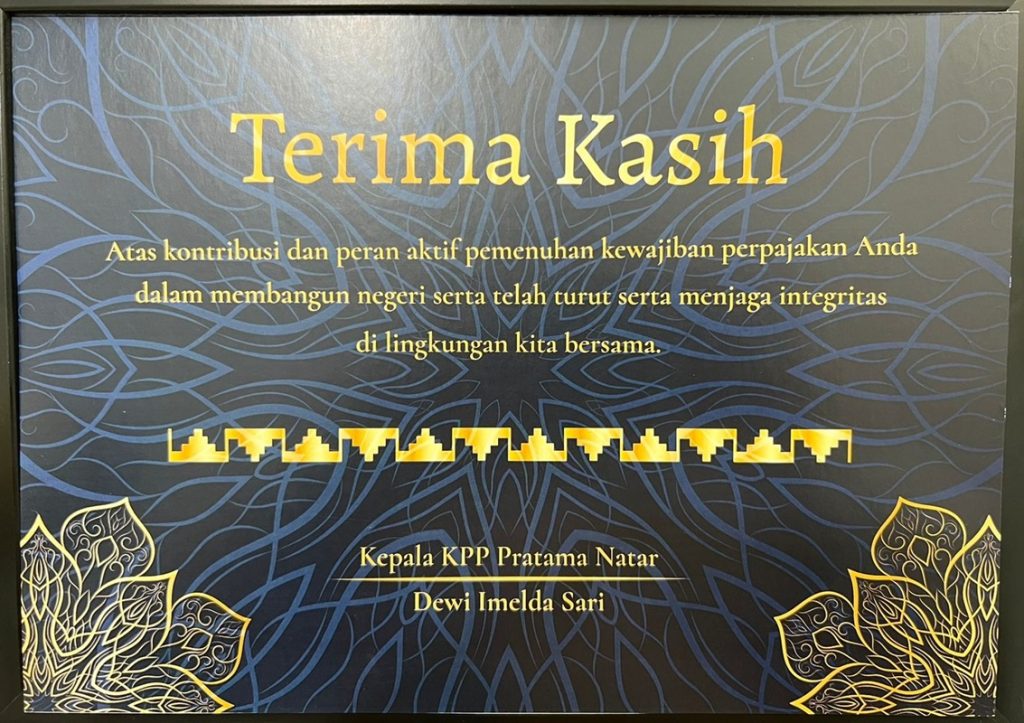 Terima Kasih
Atas kontribusi dan peran aktif pemenuhan kewajiban perpajakan Anda
dalam membangun negeri serta telah turut serta menjaga integritas
di lingkungan kita bersama.
Kepala KPP Pratama Natar
Dewi Imelda Sari